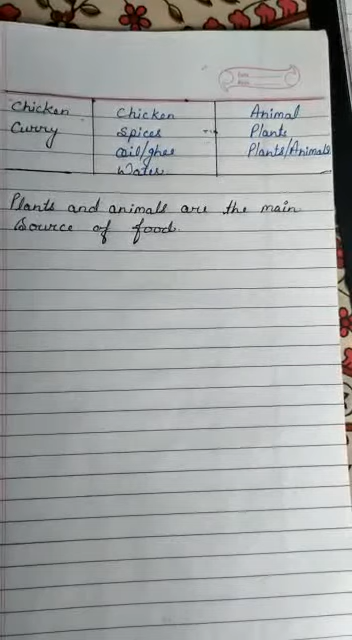 Chicken Chicken Animal
Curry Spices Plants
Oil/ghee Plants/Animals
Water
Plants and animals are the main
source of food.